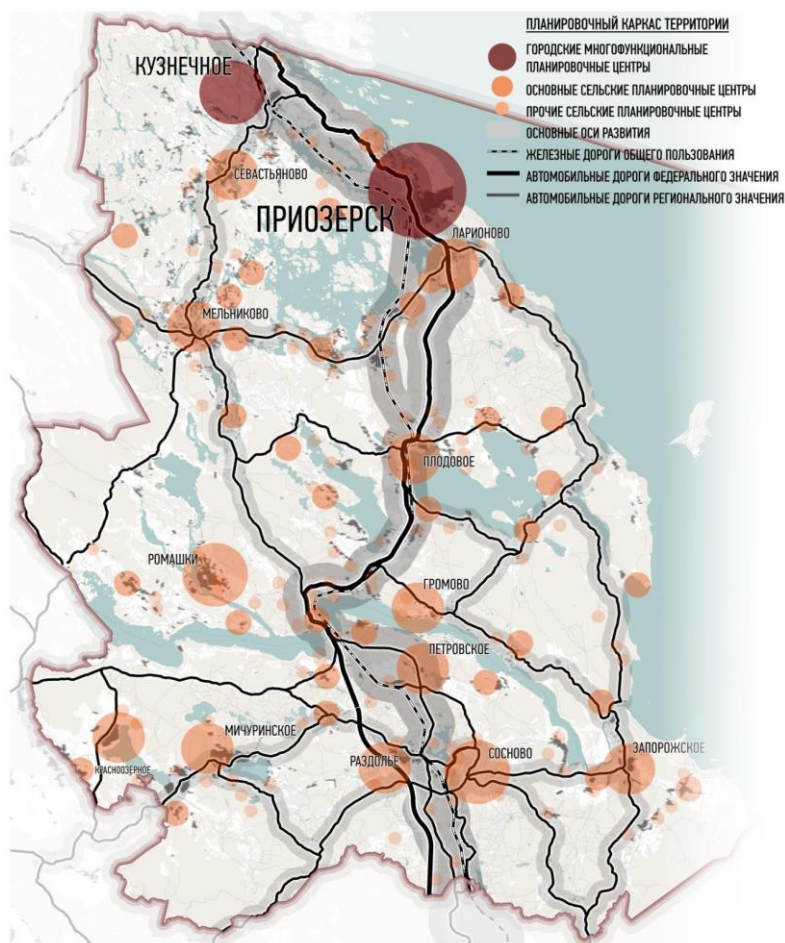 ПЛАНИРОВОЧНЫЙ КАРКАС ТЕРРИТОРИИ
ГОРОДСКИЕ МНОГОФУНКЦИОНАЛЬНЫЕ
ПЛАНИРОВОЧНЫЕ ЦЕНТРЫ
ОСНОВНЫЕ СЕЛЬСКИЕ ПЛАНИРОВОЧНЫЕ ЦЕНТРЫ
ПРОЧИЕ СЕЛЬСКИЕ ПЛАНИРОВОЧНЫЕ ЦЕНТРЫ
ОСНОВНЫЕ ОСИ РАЗВИТИЯ
ЖЕЛЕЗНЫЕ ДОРОГИ ОБЩЕГО ПОЛЬЗОВАНИЯ
АВТОМОБИЛЬНЫЕ ДОРОГИ ФЕДЕРАЛЬНОГО ЗНАЧЕНИЯ
АВТОМОБИЛЬНЫЕ ДОРОГИ РЕГИОНАЛЬНОГО ЗНАЧЕНИЯ
КУЗНЕЧНОЕ
СЕВАСТЬЯНОВО
ПРИОЗЕРСК
ЛАРИОНОВО
МЕЛЬНИКОВО
ПЛОДОВОЕ
РОМАШКИ
ГРОМОВО
ПЕТРОВСКОЕ
МИЧУРИНСКОЕ
КРАСНООЗЁРНОЕ
РАЗДОЛЬЕ
СОСНОВО
ЗАПОРОЖСКОЕ